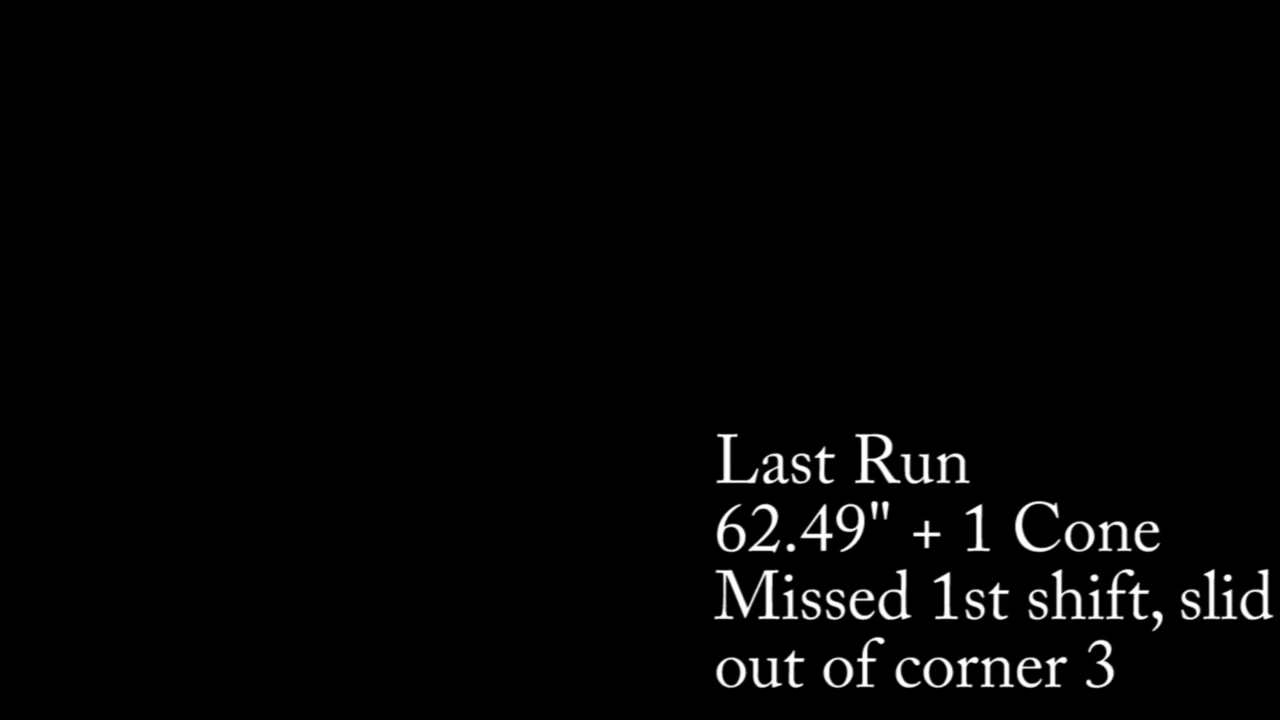 Last Run
62.49" + 1 Cone
Missed 1st shift, slid
out of corner 3